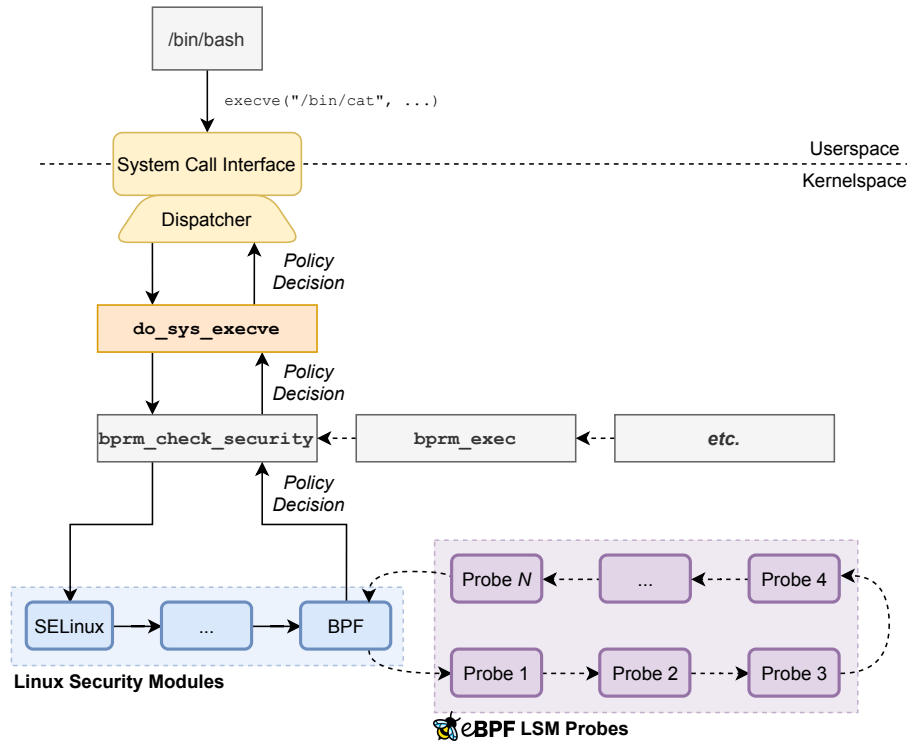 /bin/bash
execve("/bin/cat", ...)
System Call Interface
Userspace
Kernelspace
Dispatcher
Policy
Decision
do_sys_execve
Policy
Decision
bprm_check_security
bprm_exec
etc.
Policy
Decision
Probe N
...
Probe 4
SELinux
...
BPF
Probe 1
Probe 2
Probe 3
Linux Security Modules
eBPF LSM Probes